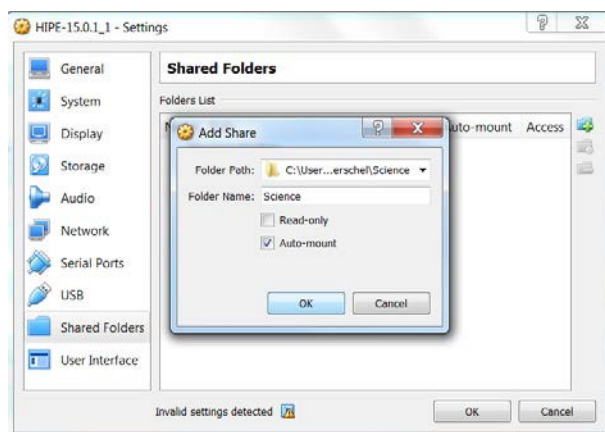 HIPE-15.0.1_1 - Settings
General
System
Display
Storage
Audio
Network
Serial Ports
USB
Shared Folders
User Interface
Shared Folders
Folders List
Auto-mount Access
Add Share
Folder Path: C:\User...erschel\Science
Folder Name: Science
Read-only
Auto-mount
OK Cancel
Invalid settings detected
OK Cancel